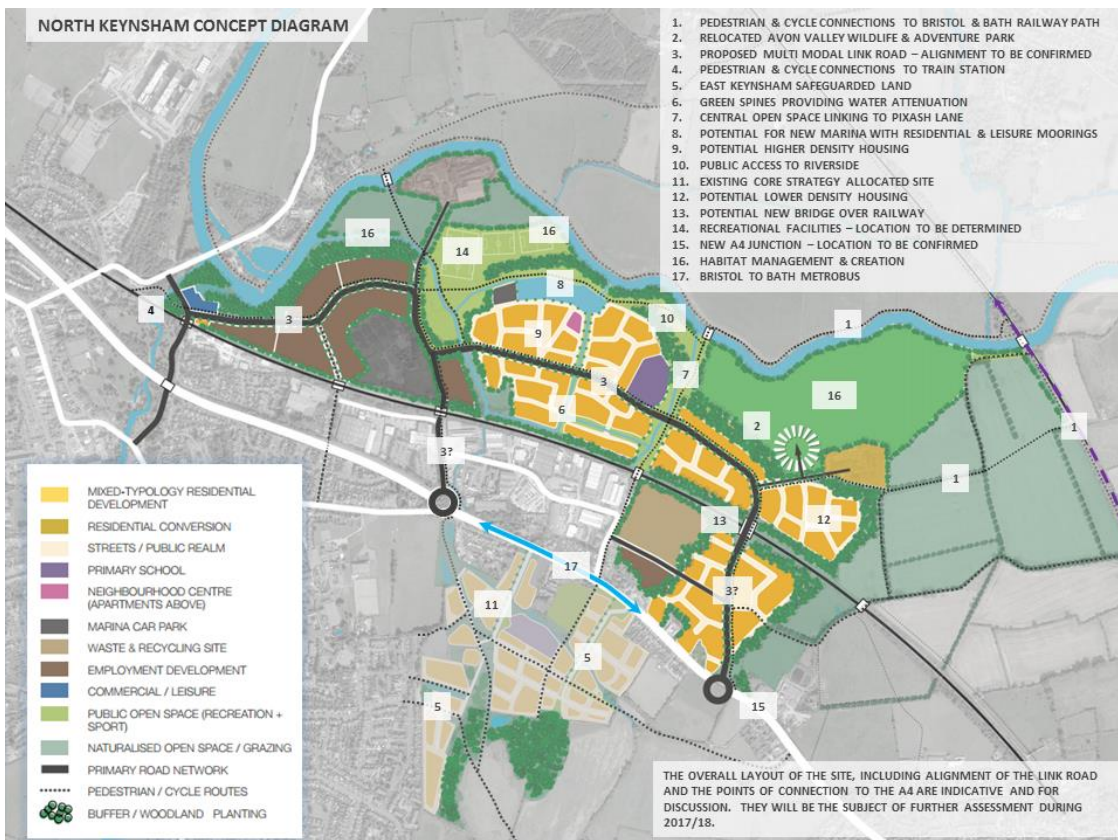 NORTH KEYNSHAM CONCEPT DIAGRAM
1. PEDESTRIAN & CYCLE CONNECTIONS TO BRISTOL & BATH RAILWAY PATH
2. RELOCATED AVON VALLEY WILDLIFE & ADVENTURE PARK
3. PROPOSED MULTI MODAL LINK ROAD – ALIGNMENT TO BE CONFIRMED
4. PEDESTRIAN & CYCLE CONNECTIONS TO TRAIN STATION
5. EAST KEYNSHAM SAFEGUARDED LAND
6. GREEN SPINES PROVIDING WATER ATTENUATION
7. CENTRAL OPEN SPACE LINKING TO PIXASH LANE
8. POTENTIAL FOR NEW MARINA WITH RESIDENTIAL & LEISURE MOORINGS
9. POTENTIAL HIGHER DENSITY HOUSING
10. PUBLIC ACCESS TO RIVERSIDE
11. EXISTING CORE STRATEGY ALLOCATED SITE
12. POTENTIAL LOWER DENSITY HOUSING
13. POTENTIAL NEW BRIDGE OVER RAILWAY
14. RECREATIONAL FACILITIES – LOCATION TO BE DETERMINED
15. NEW A4 JUNCTION – LOCATION TO BE CONFIRMED
16. HABITAT MANAGEMENT & CREATION
17. BRISTOL TO BATH METROBUS
16
16
14
8
4
3
10
1
9
7
3
16
6
2
1
3?
1
13
12
17
3?
11
5
5
15
MIXED-TYPOLOGY RESIDENTIAL
DEVELOPMENT
RESIDENTIAL CONVERSION
STREETS / PUBLIC REALM
PRIMARY SCHOOL
NEIGHBOURHOOD CENTRE
(APARTMENTS ABOVE)
MARINA CAR PARK
WASTE & RECYCLING SITE
EMPLOYMENT DEVELOPMENT
COMMERCIAL / LEISURE
PUBLIC OPEN SPACE (RECREATION +
SPORT)
NATURALISED OPEN SPACE / GRAZING
PRIMARY ROAD NETWORK
PEDESTRIAN / CYCLE ROUTES
BUFFER / WOODLAND PLANTING
THE OVERALL LAYOUT OF THE SITE, INCLUDING ALIGNMENT OF THE LINK ROAD
AND THE POINTS OF CONNECTION TO THE A4 ARE INDICATIVE AND FOR
DISCUSSION. THEY WILL BE THE SUBJECT OF FURTHER ASSESSMENT DURING
2017/18.